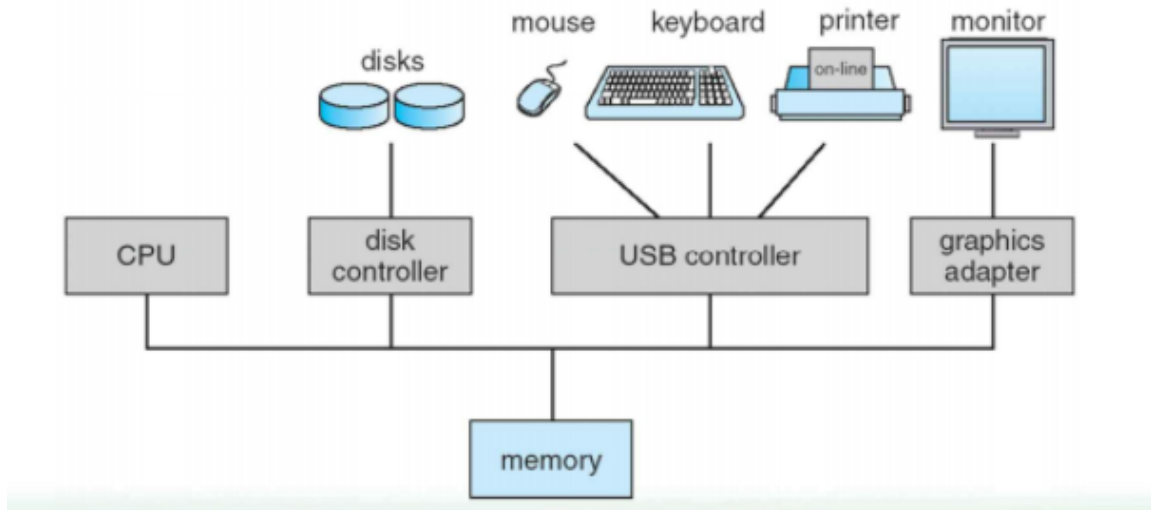 mouse keyboard printer monitor
disks
on-line
CPU
disk
controller
USB controller
graphics
adapter
memory